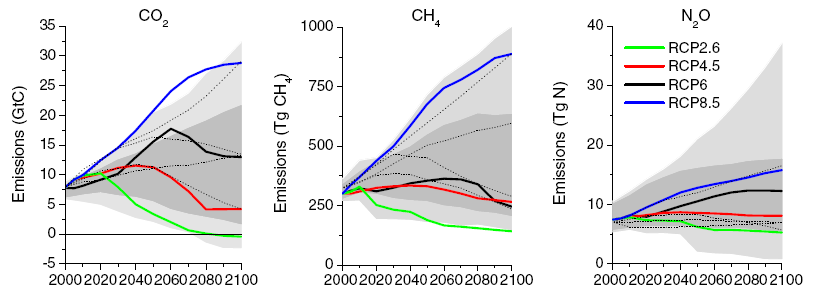 CO₂
CH₄
N₂O
Emissions (GtC)
35
30
25
20
15
10
5
0
-5
2000 2020 2040 2060 2080 2100
Emissions (Tg CH₄)
1000
750
500
250
0
2000 2020 2040 2060 2080 2100
Emissions (Tg N)
40
30
20
10
0
2000 2020 2040 2060 2080 2100
RCP2.6
RCP4.5
RCP6
RCP8.5